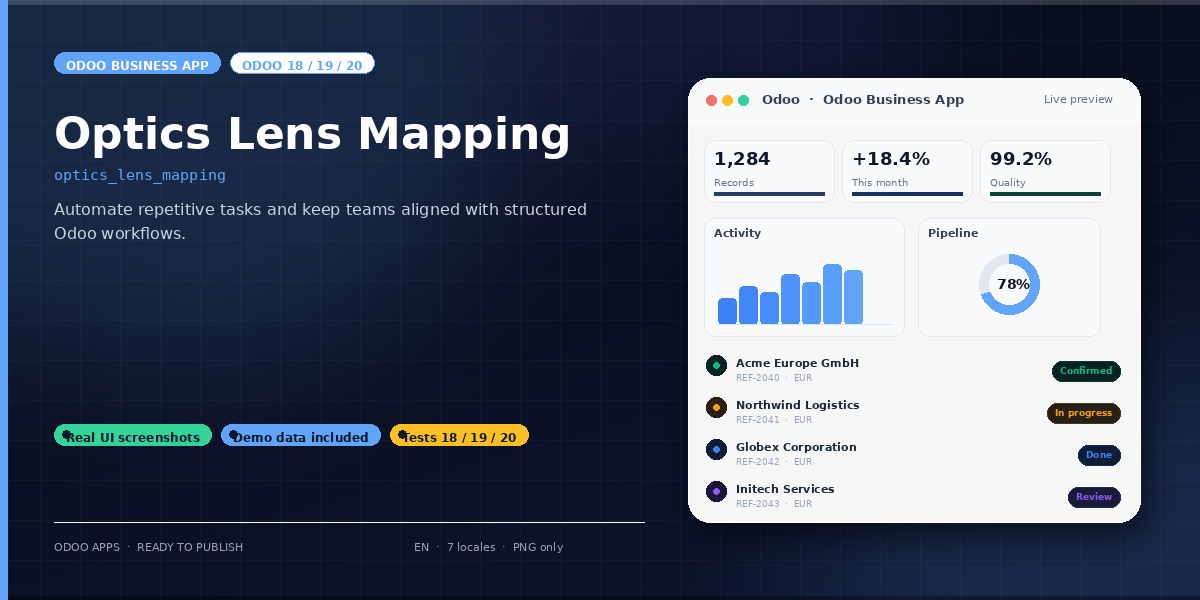 ODOO BUSINESS APP
ODOO 18 / 19 / 20
Optics Lens Mapping
optics_lens_mapping
Automate repetitive tasks and keep teams aligned with structured
Odoo workflows.
Real UI screenshots
Demo data included
Tests 18 / 19 / 20
ODOO APPS · READY TO PUBLISH
EN · 7 locales · PNG only
Odoo · Odoo Business App
Live preview
1,284
Records
+18.4%
This month
99.2%
Quality
Activity
Pipeline
78%
Acme Europe GmbH
REF-2040 · EUR
Confirmed
Northwind Logistics
REF-2041 · EUR
In progress
Globex Corporation
REF-2042 · EUR
Done
Initech Services
REF-2043 · EUR
Review